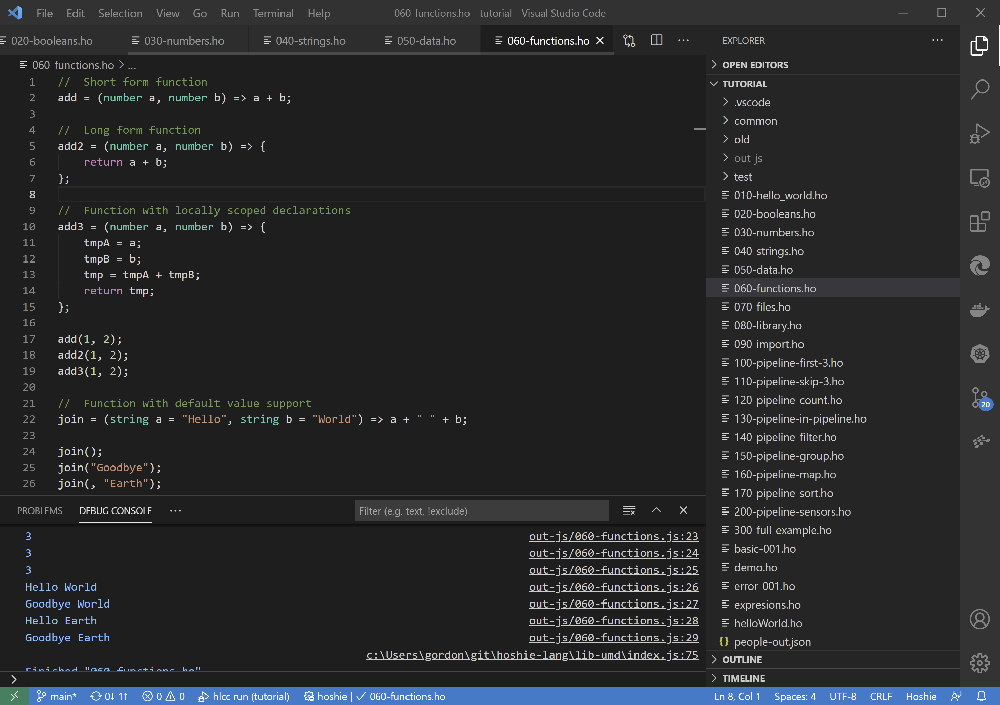 File Edit Selection View Go Run Terminal Help 060-functions.ho - tutorial - Visual Studio Code
020-booleans.ho 030-numbers.ho 040-strings.ho 050-data.ho 060-functions.ho
060-functions.ho > ...
1 // Short form function
2 add = (number a, number b) => a + b;
3
4 // Long form function
5 add2 = (number a, number b) => {
6 return a + b;
7 };
8
9 // Function with locally scoped declarations
10 add3 = (number a, number b) => {
11 tmpA = a;
12 tmpB = b;
13 tmp = tmpA + tmpB;
14 return tmp;
15 };
16
17 add(1, 2);
18 add2(1, 2);
19 add3(1, 2);
20
21 // Function with default value support
22 join = (string a = "Hello", string b = "World") => a + " " + b;
23
24 join();
25 join("Goodbye");
26 join(, "Earth");
PROBLEMS DEBUG CONSOLE ··· Filter (e.g. text, !exclude)
3 out-js/060-functions.js:23
3 out-js/060-functions.js:24
3 out-js/060-functions.js:25
Hello World out-js/060-functions.js:26
Goodbye World out-js/060-functions.js:27
Hello Earth out-js/060-functions.js:28
Goodbye Earth out-js/060-functions.js:29
c:\Users\gordon\git\hoshie-lang\lib-umd\index.js:75
Finished "060-functions.ho"
EXPLORER
OPEN EDITORS
TUTORIAL
.vscode
common
old
out-js
test
010-hello_world.ho
020-booleans.ho
030-numbers.ho
040-strings.ho
050-data.ho
060-functions.ho
070-files.ho
080-library.ho
090-import.ho
100-pipeline-first-3.ho
110-pipeline-skip-3.ho
120-pipeline-count.ho
130-pipeline-in-pipeline.ho
140-pipeline-filter.ho
150-pipeline-group.ho
160-pipeline-map.ho
170-pipeline-sort.ho
200-pipeline-sensors.ho
300-full-example.ho
basic-001.ho
demo.ho
error-001.ho
expresions.ho
helloWorld.ho
{} people-out.json
OUTLINE
TIMELINE
20
main* 0↓ 1↑ 0 0 hlcc run (tutorial) hoshie | ✓ 060-functions.ho Ln 8, Col 1 Spaces: 4 UTF-8 CRLF Hoshie